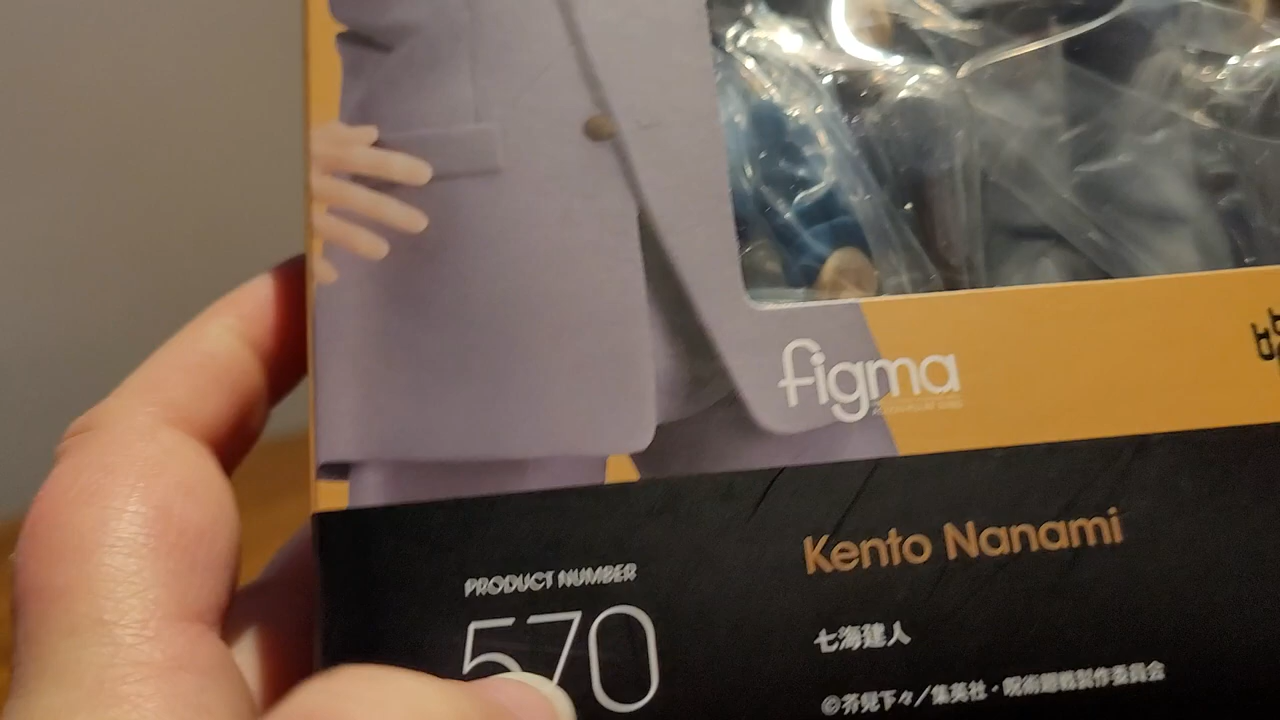 figma
Kento Nanami
PRODUCT NUMBER
570
七海建人
©芥見下々／集英社・呪術廻戦製作委員会